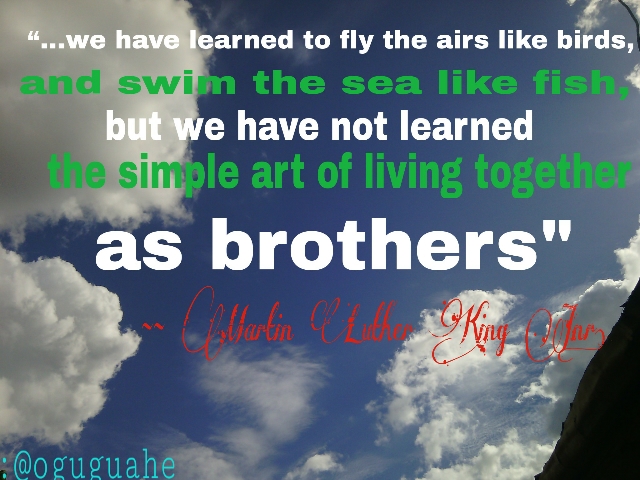 “...we have learned to fly the airs like birds,
and swim the sea like fish,
but we have not learned
the simple art of living together
as brothers"
~~ Martin Luther King Jnr
:@oguguahe